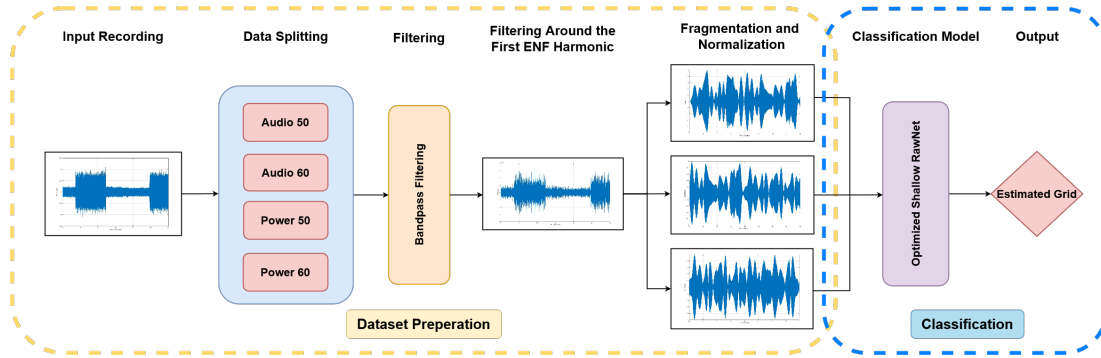 Input Recording
Data Splitting
Filtering
Filtering Around the
First ENF Harmonic
Fragmentation and
Normalization
Classification Model
Output
Audio 50
Audio 60
Power 50
Power 60
Bandpass Filtering
Optimized Shallow RawNet
Estimated Grid
Dataset Preperation
Classification